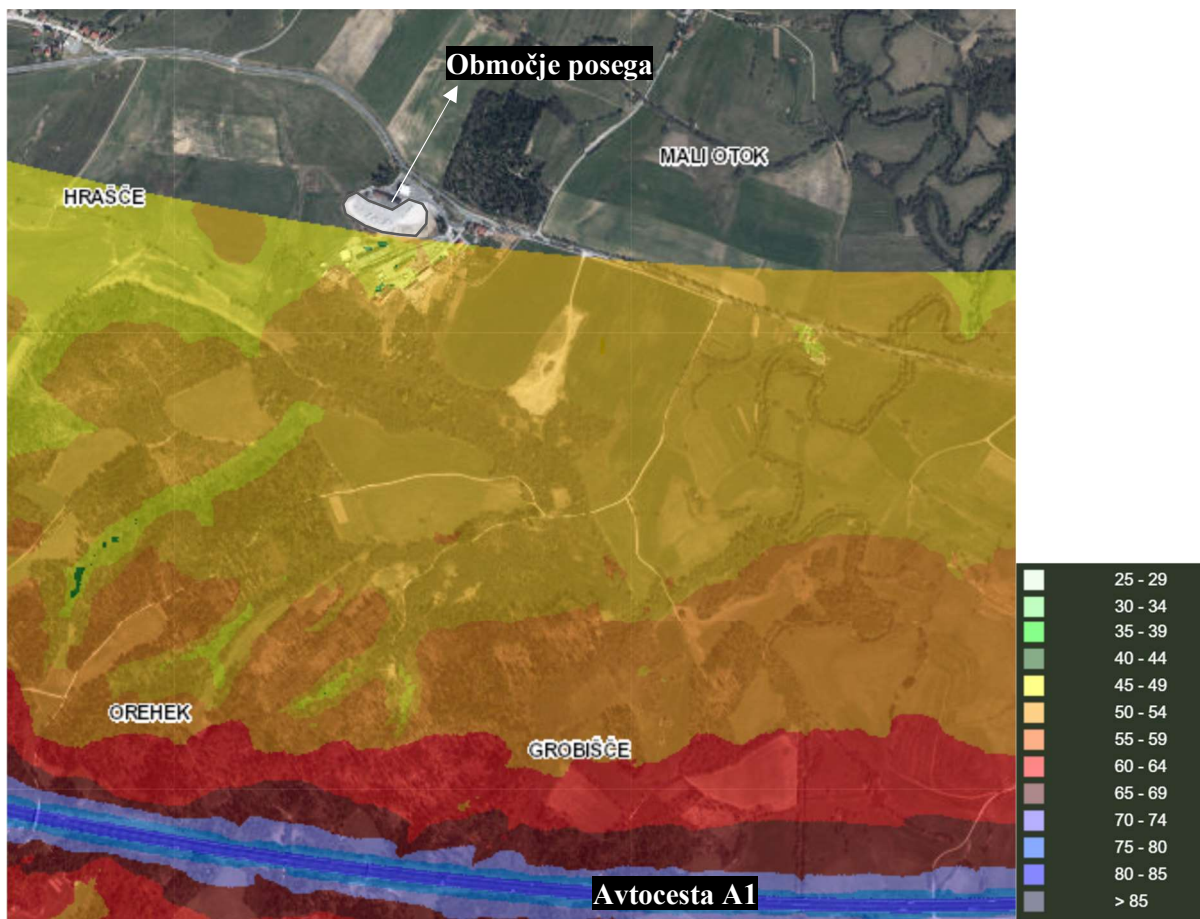 Območje posega
MALI OTOK
HRAŠČE
OREHEK
GROBIŠČE
Avtocesta A1
25 - 29
30 - 34
35 - 39
40 - 44
45 - 49
50 - 54
55 - 59
60 - 64
65 - 69
70 - 74
75 - 80
80 - 85
> 85